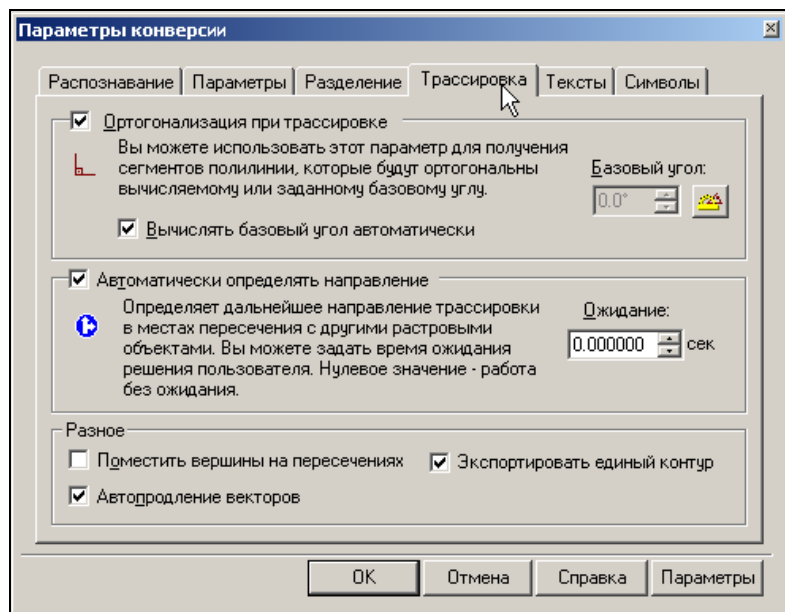 Параметры конверсии
Распознавание Параметры Разделение Трассировка Тексты Символы
Ортогонализация при трассировке
Вы можете использовать этот параметр для получения
сегментов полилинии, которые будут ортогональны
вычисляемому или заданному базовому углу.
Базовый угол:
0.0°
Вычислять базовый угол автоматически
Автоматически определять направление
Определяет дальнейшее направление трассировки
в местах пересечения с другими растровыми
объектами. Вы можете задать время ожидания
решения пользователя. Нулевое значение - работа
без ожидания.
Ожидание:
0.000000 сек
Разное
Поместить вершины на пересечениях
Экспортировать единый контур
Автопродление векторов
OK Отмена Справка Параметры